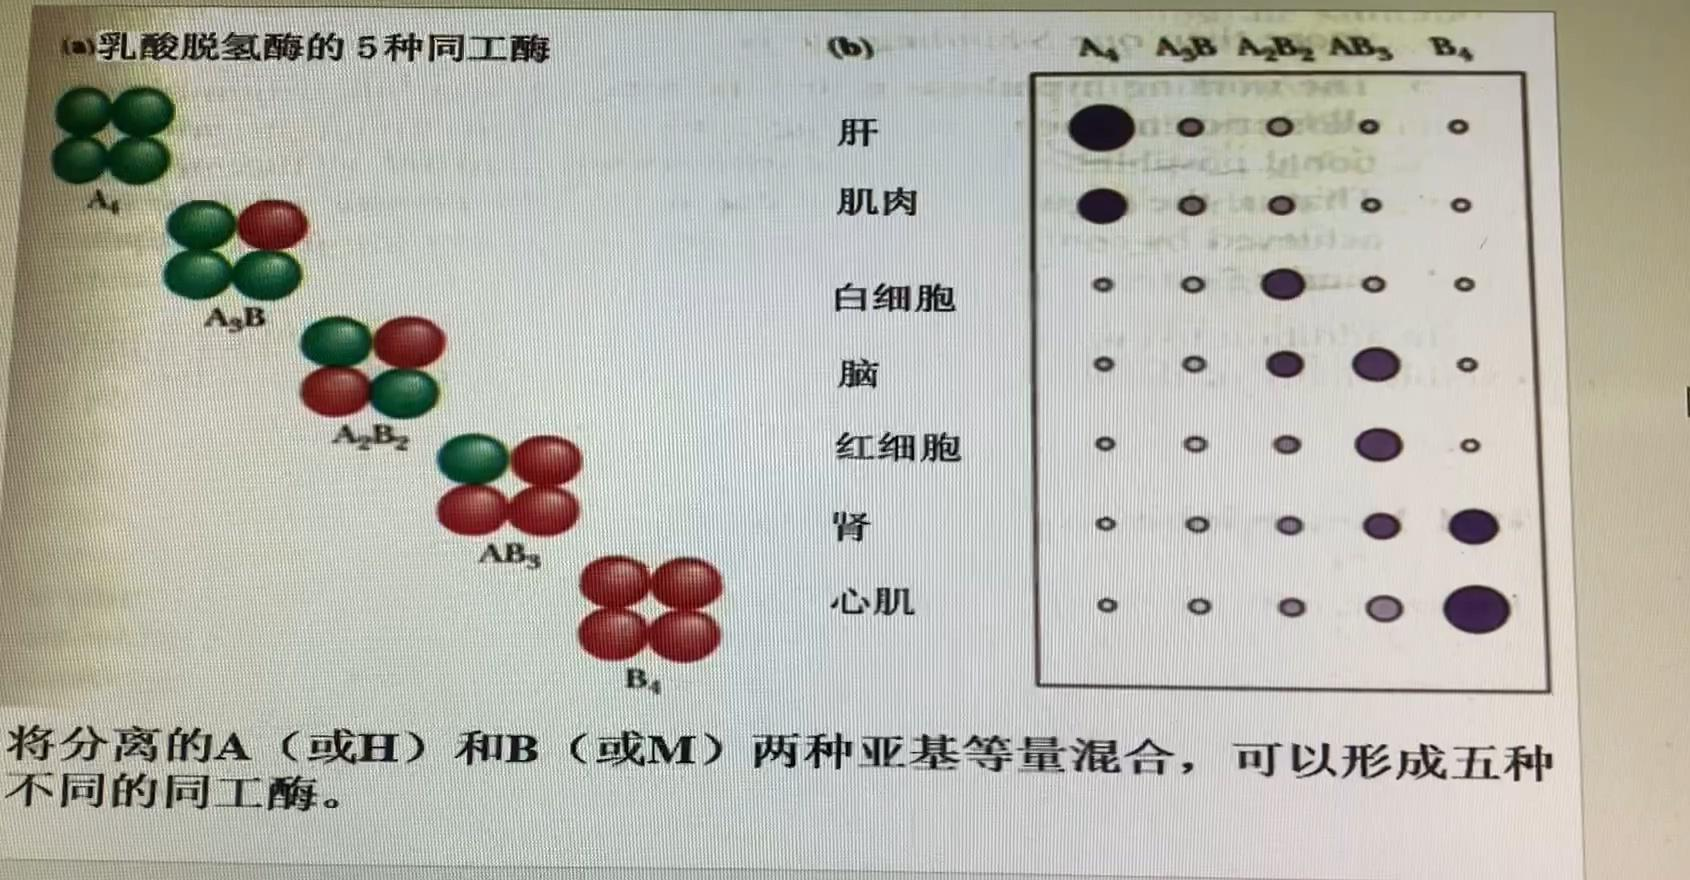 (a)乳酸脱氢酶的 5 种同工酶
A₄
A₃B
A₂B₂
AB₃
B₄
(b)
A₄ A₃B A₂B₂ AB₃ B₄
肝
肌肉
白细胞
脑
红细胞
肾
心肌
将分离的A（或H）和B（或M）两种亚基等量混合，可以形成五种
不同的同工酶。